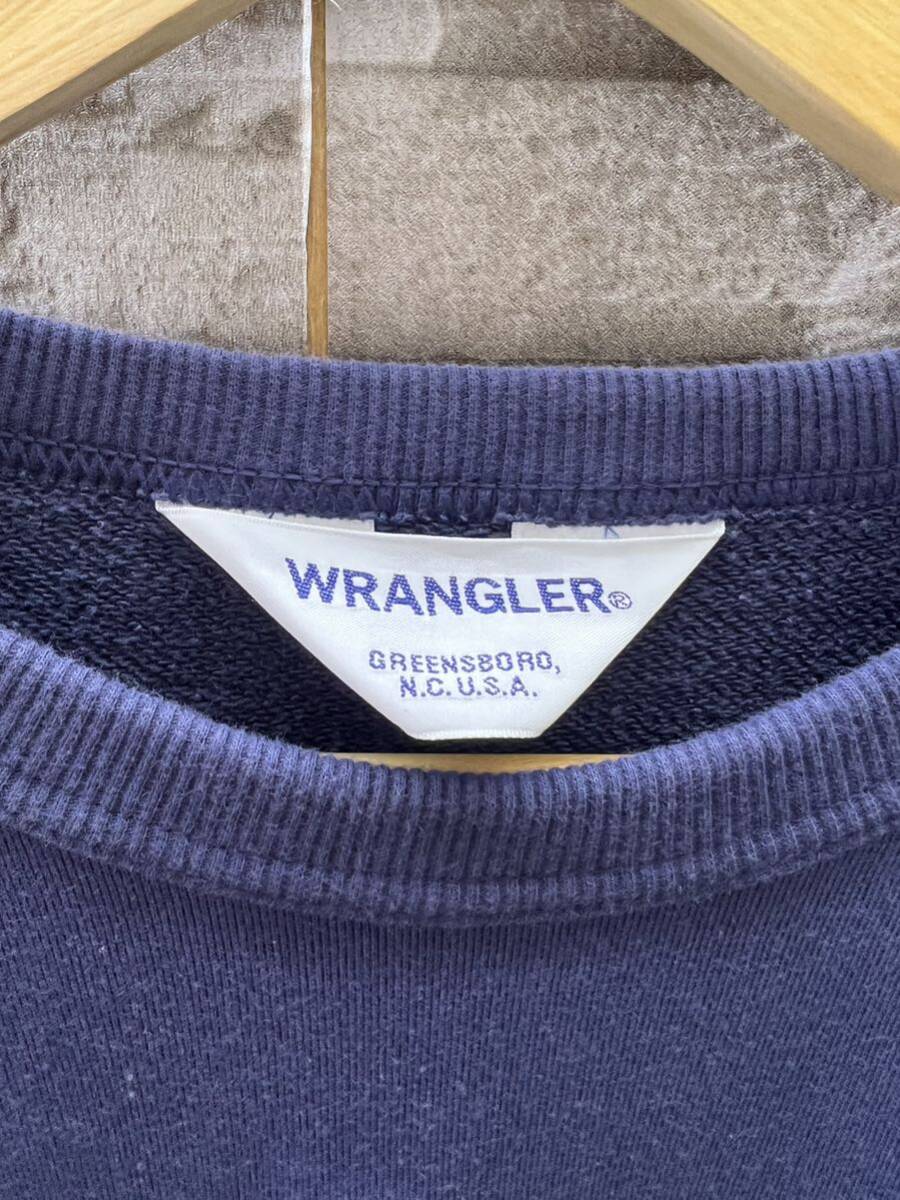 WRANGLER®
GREENSBORO,
N.C. U.S.A.